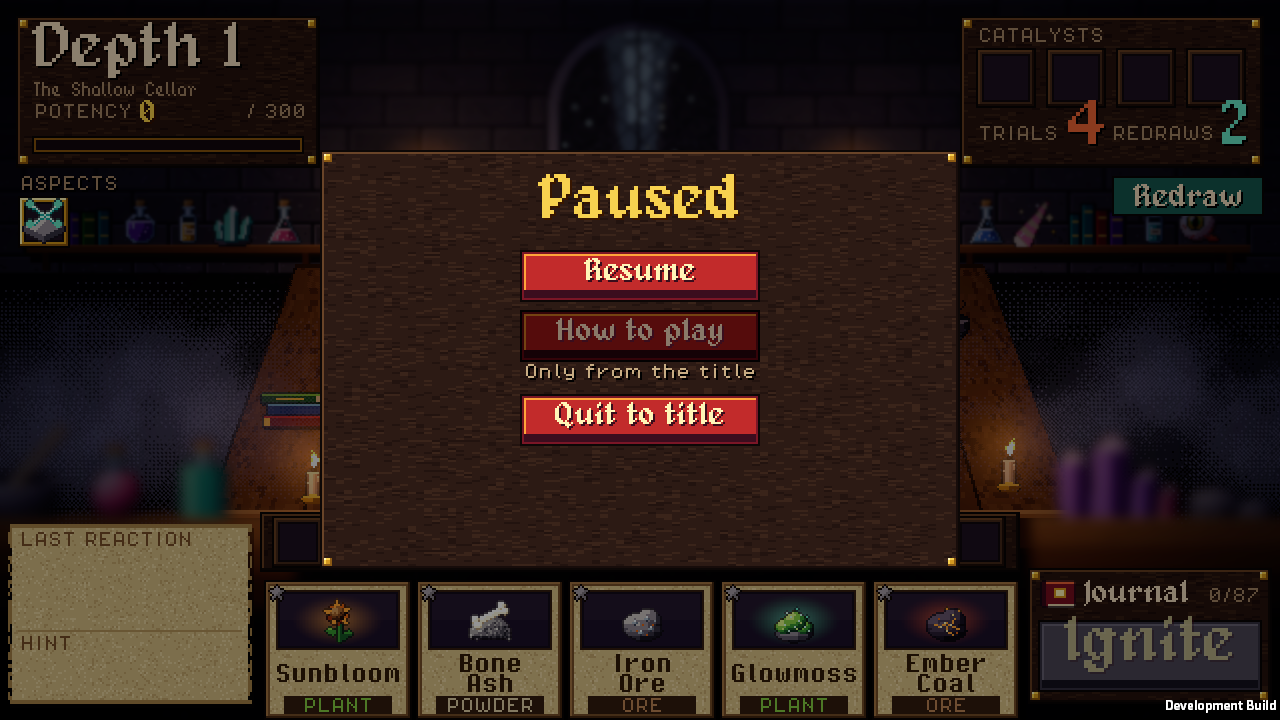 Depth 1
The Shallow Cellar
POTENCY 0 / 300
ASPECTS
CATALYSTS
TRIALS 4 REDRAWS 2
Redraw
Paused
Resume
How to play
Only from the title
Quit to title
LAST REACTION
HINT
Sunbloom
PLANT
Bone
Ash
POWDER
Iron
Ore
ORE
Glowmoss
PLANT
Ember
Coal
ORE
Journal 0/87
Ignite
Development Build